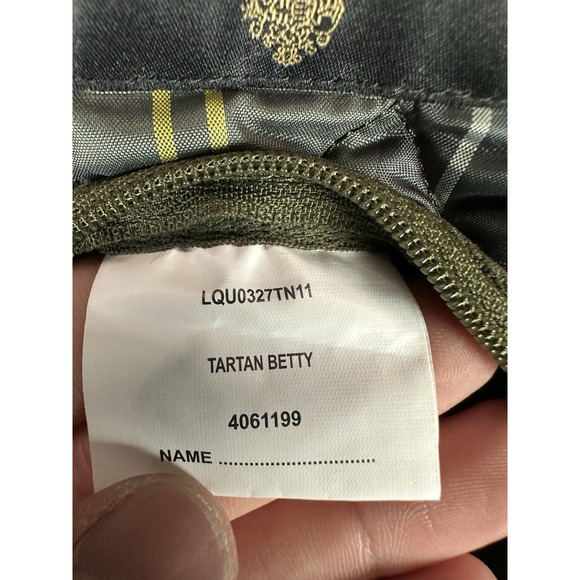 LQU0327TN11
TARTAN BETTY
4061199
NAME ...............................